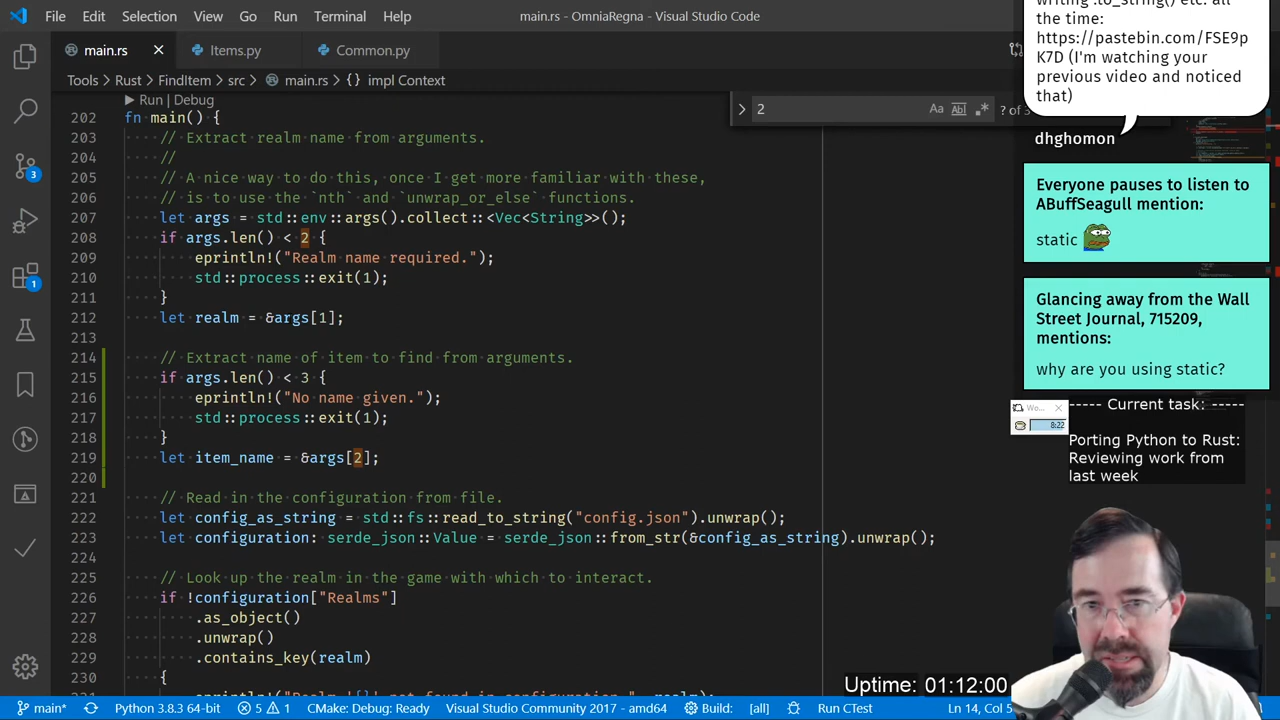 File Edit Selection View Go Run Terminal Help
main.rs - OmniaRegna - Visual Studio Code
main.rs Items.py Common.py
Tools > Rust > FindItem > src > main.rs > {} impl Context
2
Aa Abl .* ? of 3
▶ Run | Debug
202 fn main() {
203 // Extract realm name from arguments.
204 //
205 // A nice way to do this, once I get more familiar with these,
206 // is to use the `nth` and `unwrap_or_else` functions.
207 let args = std::env::args().collect::<Vec<String>>();
208 if args.len() < 2 {
209 eprintln!("Realm name required.");
210 std::process::exit(1);
211 }
212 let realm = &args[1];
213
214 // Extract name of item to find from arguments.
215 if args.len() < 3 {
216 eprintln!("No name given.");
217 std::process::exit(1);
218 }
219 let item_name = &args[2];
220
221 // Read in the configuration from file.
222 let config_as_string = std::fs::read_to_string("config.json").unwrap();
223 let configuration: serde_json::Value = serde_json::from_str(&config_as_string).unwrap();
224
225 // Look up the realm in the game with which to interact.
226 if !configuration["Realms"]
227 .as_object()
228 .unwrap()
229 .contains_key(realm)
230 {
writing .to_string() etc. all
the time:
https://pastebin.com/FSE9p
K7D (I'm watching your
previous video and noticed
that)
dhghomon
Everyone pauses to listen to
ABuffSeagull mention:
static
Glancing away from the Wall
Street Journal, 715209,
mentions:
why are you using static?
Wo...
8:22
----- Current task: -----
Porting Python to Rust:
Reviewing work from
last week
Uptime: 01:12:00
3
1
main* Python 3.8.3 64-bit 5 1 CMake: Debug: Ready Visual Studio Community 2017 - amd64 Build: [all] Run CTest Ln 14, Col 5